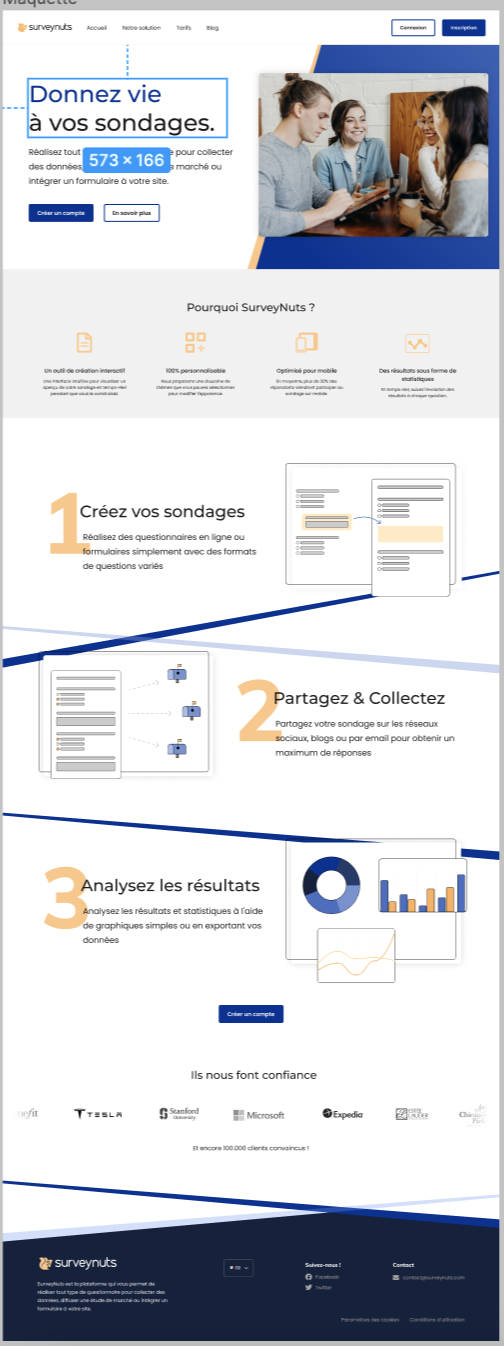 Maquette
surveynuts Accueil Notre solution Tarifs Blog Connexion Inscription
Donnez vie
à vos sondages.
Réalisez tout pour collecter
des données, marché ou
intégrer un formulaire à votre site.
573 × 166
Créer un compte En savoir plus
Pourquoi SurveyNuts ?
Un outil de création interactif
Une interface intuitive pour visualiser un
aperçu de votre sondage en temps réel
pendant que vous le construisez.
100% personnalisable
Nous proposons une douzaine de
thèmes que vous pouvez sélectionner
pour modifier l'apparence.
Optimisé pour mobile
En moyenne, plus de 30% des
répondants viendront participer au
sondage sur mobile.
Des résultats sous forme de
statistiques
En temps réel, suivez l'évolution des
résultats à chaque question.
1
Créez vos sondages
Réalisez des questionnaires en ligne ou
formulaires simplement avec des formats
de questions variés
2
Partagez & Collectez
Partagez votre sondage sur les réseaux
sociaux, blogs ou par email pour obtenir un
maximum de réponses
3
Analysez les résultats
Analysez les résultats et statistiques à l'aide
de graphiques simples ou en exportant vos
données
Créer un compte
Ils nous font confiance
nefit TESLA Stanford University Microsoft Expedia ESTEE LAUDER
Et encore 100.000 clients convaincus !
surveynuts
SurveyNuts est la plateforme qui vous permet de
réaliser tout type de questionnaire pour collecter des
données, diffuser une étude de marché ou intégrer un
formulaire à votre site.
Suivez-nous !
Facebook
Twitter
Contact
contact@surveynuts.com
Paramètres des cookies Conditions d'utilisation